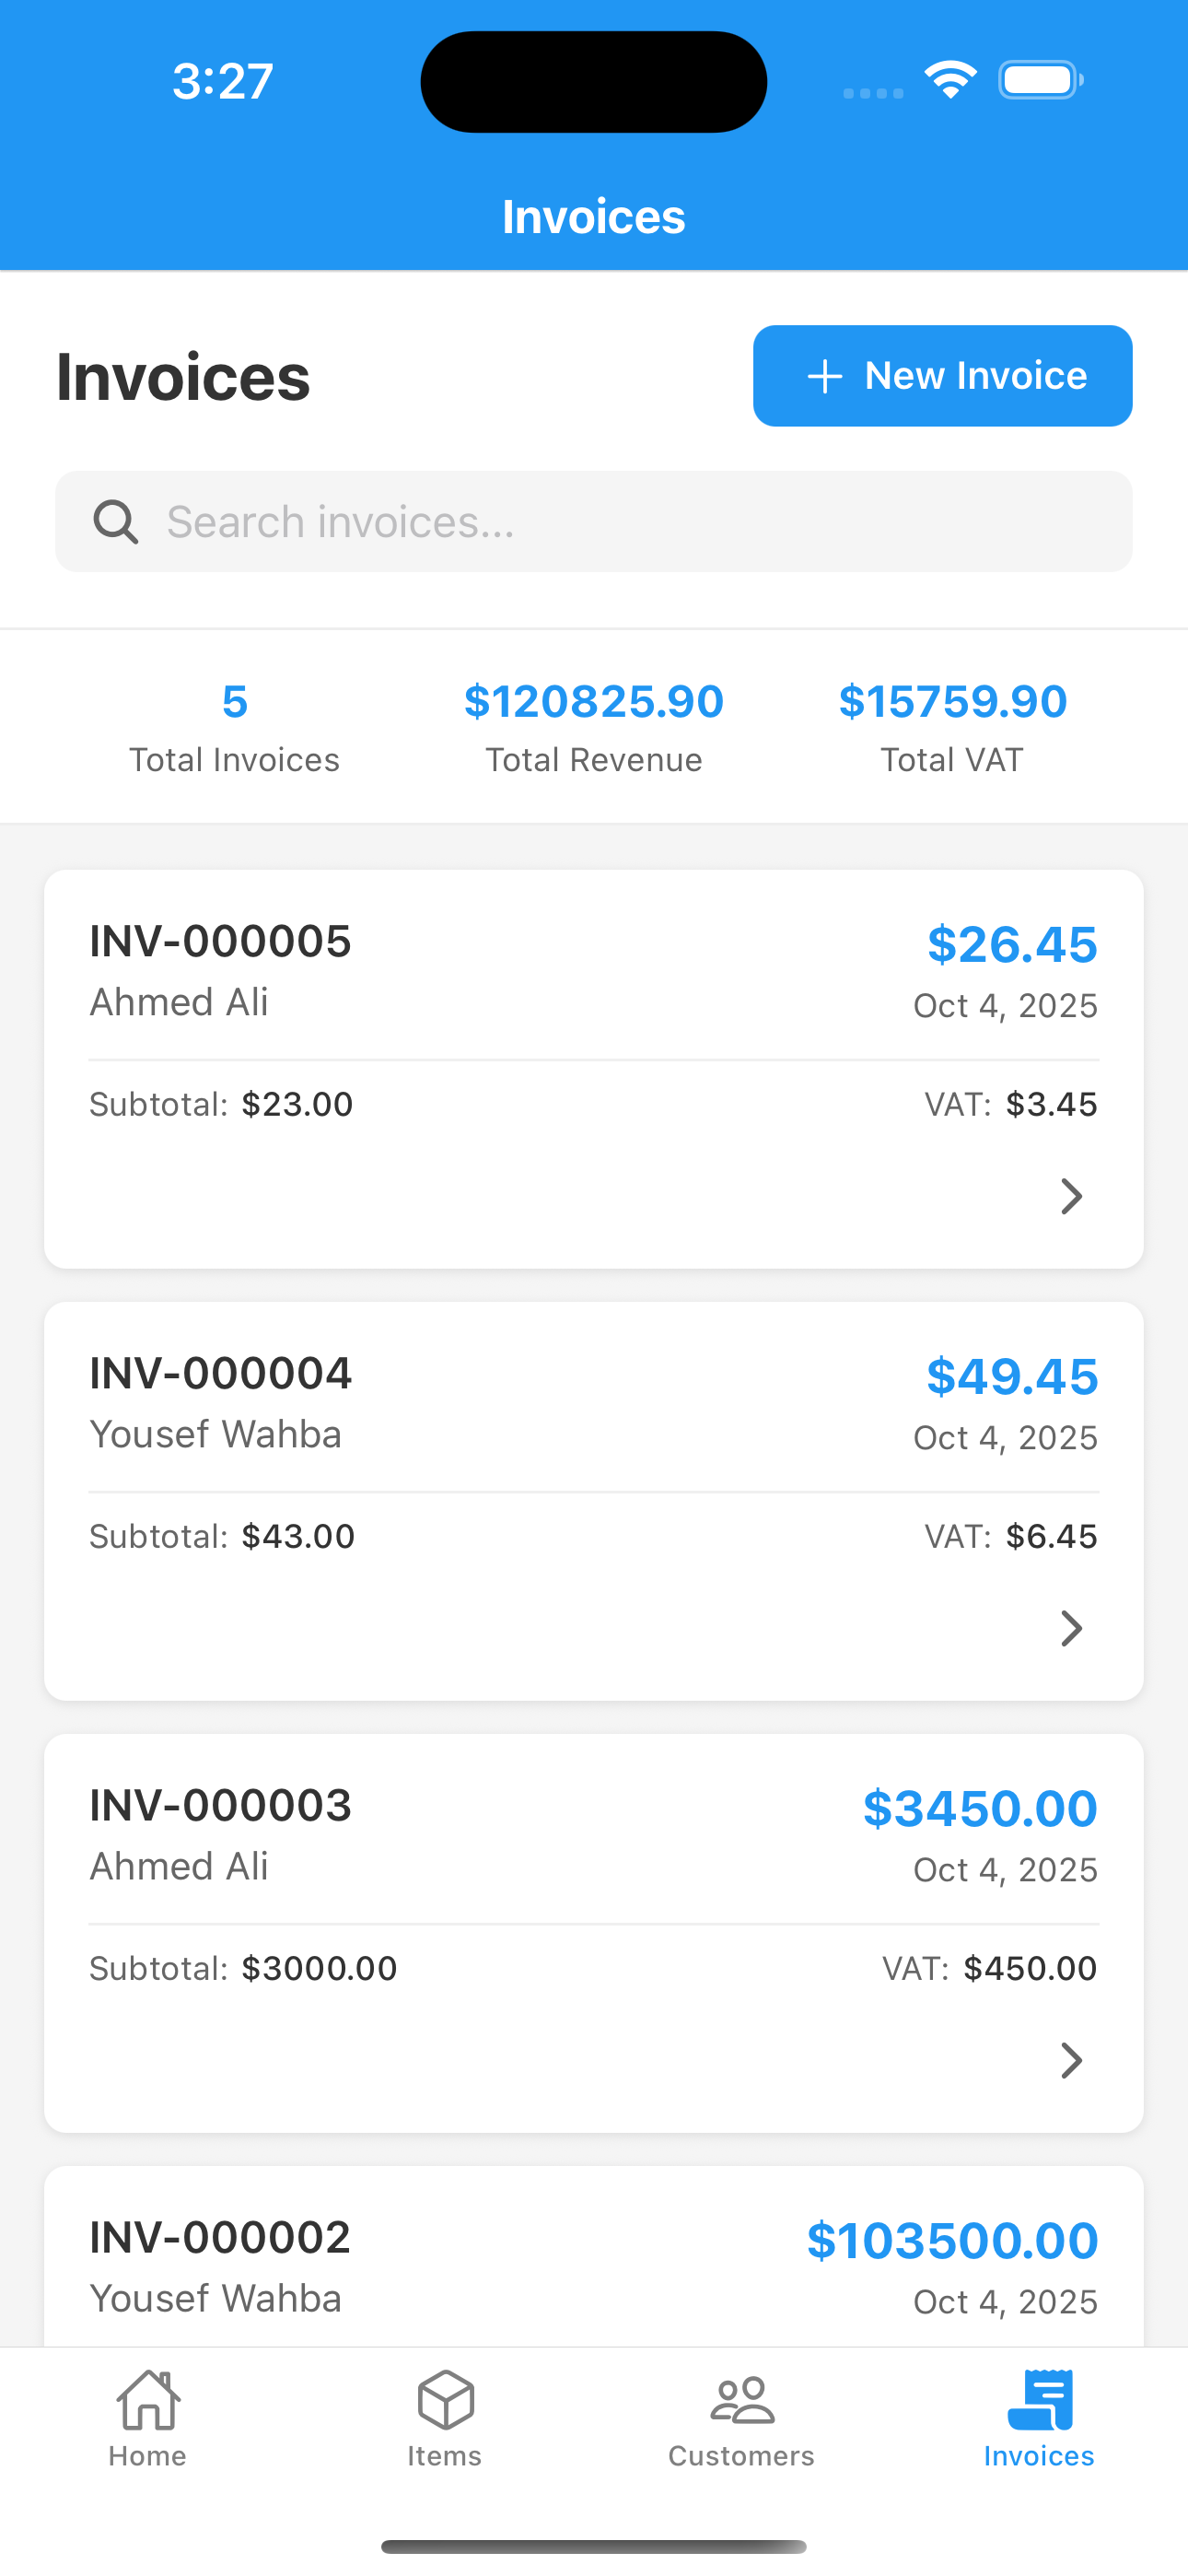 3:27
Invoices
Invoices
+ New Invoice
Search invoices...
5 $120825.90 $15759.90
Total Invoices Total Revenue Total VAT
INV-000005 $26.45
Ahmed Ali Oct 4, 2025
Subtotal: $23.00 VAT: $3.45
INV-000004 $49.45
Yousef Wahba Oct 4, 2025
Subtotal: $43.00 VAT: $6.45
INV-000003 $3450.00
Ahmed Ali Oct 4, 2025
Subtotal: $3000.00 VAT: $450.00
INV-000002 $103500.00
Yousef Wahba Oct 4, 2025
Home Items Customers Invoices